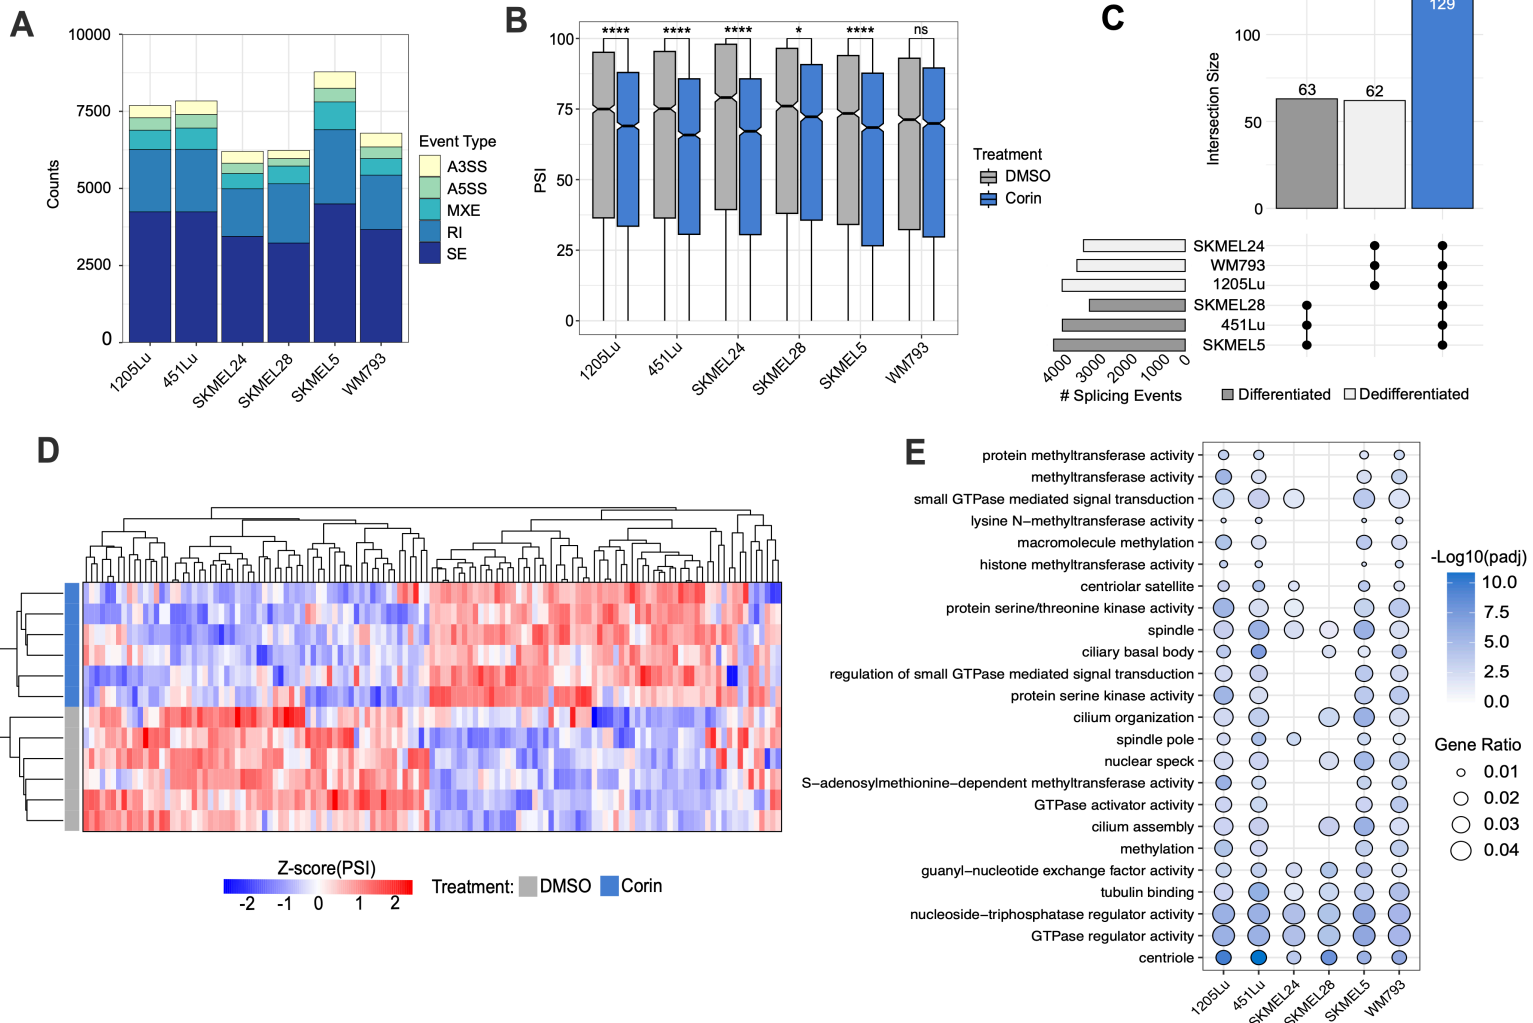 A
10000
7500
5000
2500
0
Counts
1205Lu
451Lu
SKMEL24
SKMEL28
SKMEL5
WM793
Event Type
A3SS
A5SS
MXE
RI
SE
B
100
75
50
25
0
PSI
****
****
****
*
****
ns
1205Lu
451Lu
SKMEL24
SKMEL28
SKMEL5
WM793
Treatment
DMSO
Corin
C
129
100
50
0
Intersection Size
63
62
SKMEL24
WM793
1205Lu
SKMEL28
451Lu
SKMEL5
4000
3000
2000
1000
0
# Splicing Events
Differentiated
Dedifferentiated
D
Z-score(PSI)
-2 -1 0 1 2
Treatment: DMSO Corin
E
protein methyltransferase activity
methyltransferase activity
small GTPase mediated signal transduction
lysine N−methyltransferase activity
macromolecule methylation
histone methyltransferase activity
centriolar satellite
protein serine/threonine kinase activity
spindle
ciliary basal body
regulation of small GTPase mediated signal transduction
protein serine kinase activity
cilium organization
spindle pole
nuclear speck
S−adenosylmethionine−dependent methyltransferase activity
GTPase activator activity
cilium assembly
methylation
guanyl−nucleotide exchange factor activity
tubulin binding
nucleoside−triphosphatase regulator activity
GTPase regulator activity
centriole
1205Lu
451Lu
SKMEL24
SKMEL28
SKMEL5
WM793
-Log10(padj)
10.0
7.5
5.0
2.5
0.0
Gene Ratio
0.01
0.02
0.03
0.04